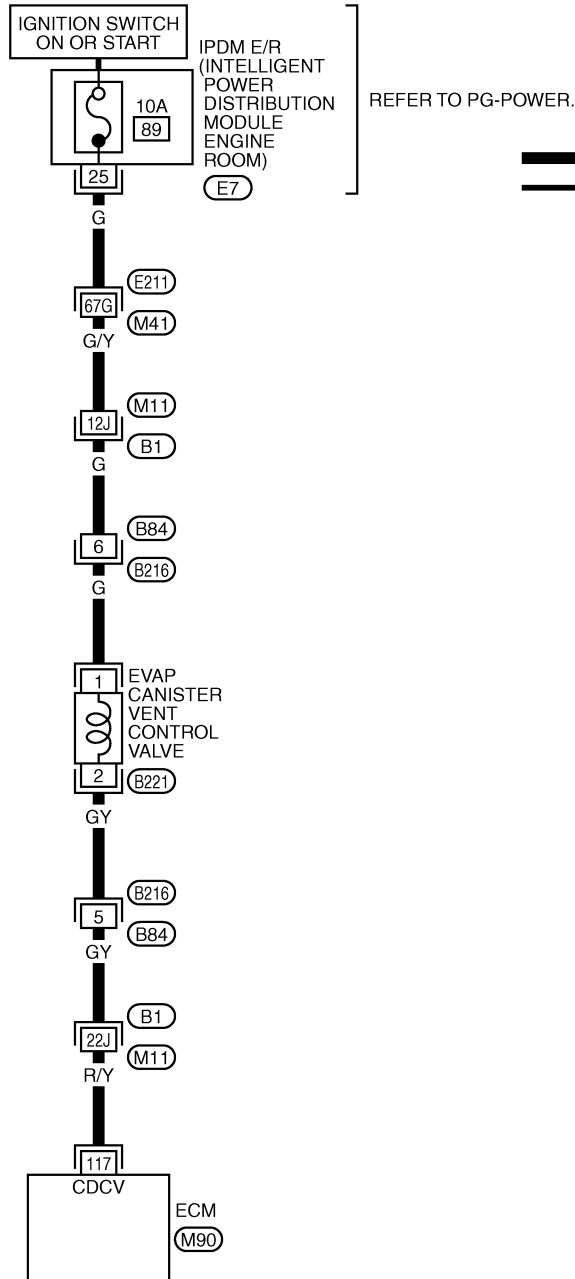 IGNITION SWITCH
ON OR START
IPDM E/R
(INTELLIGENT
POWER
DISTRIBUTION
MODULE
ENGINE
ROOM)
10A
89
REFER TO PG-POWER.
25
E7
G
E211
67G
M41
G/Y
M11
12J
B1
G
B84
6
B216
G
1
EVAP
CANISTER
VENT
CONTROL
VALVE
2
B221
GY
B216
5
B84
GY
B1
22J
M11
R/Y
117
CDCV
ECM
M90